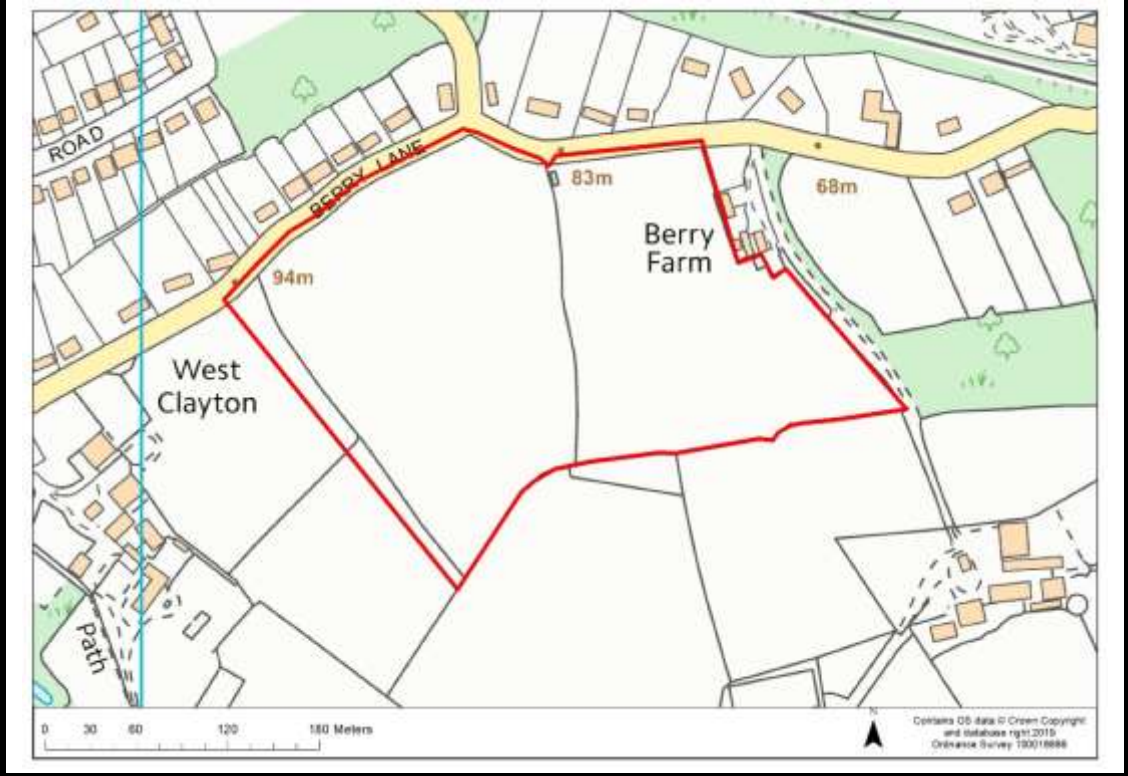 ROAD
BERRY LANE
83m
68m
Berry
Farm
94m
West
Clayton
Path
0 30 60 120 180 Meters
N
Contains OS data © Crown Copyright
and database right 2019
Ordnance Survey